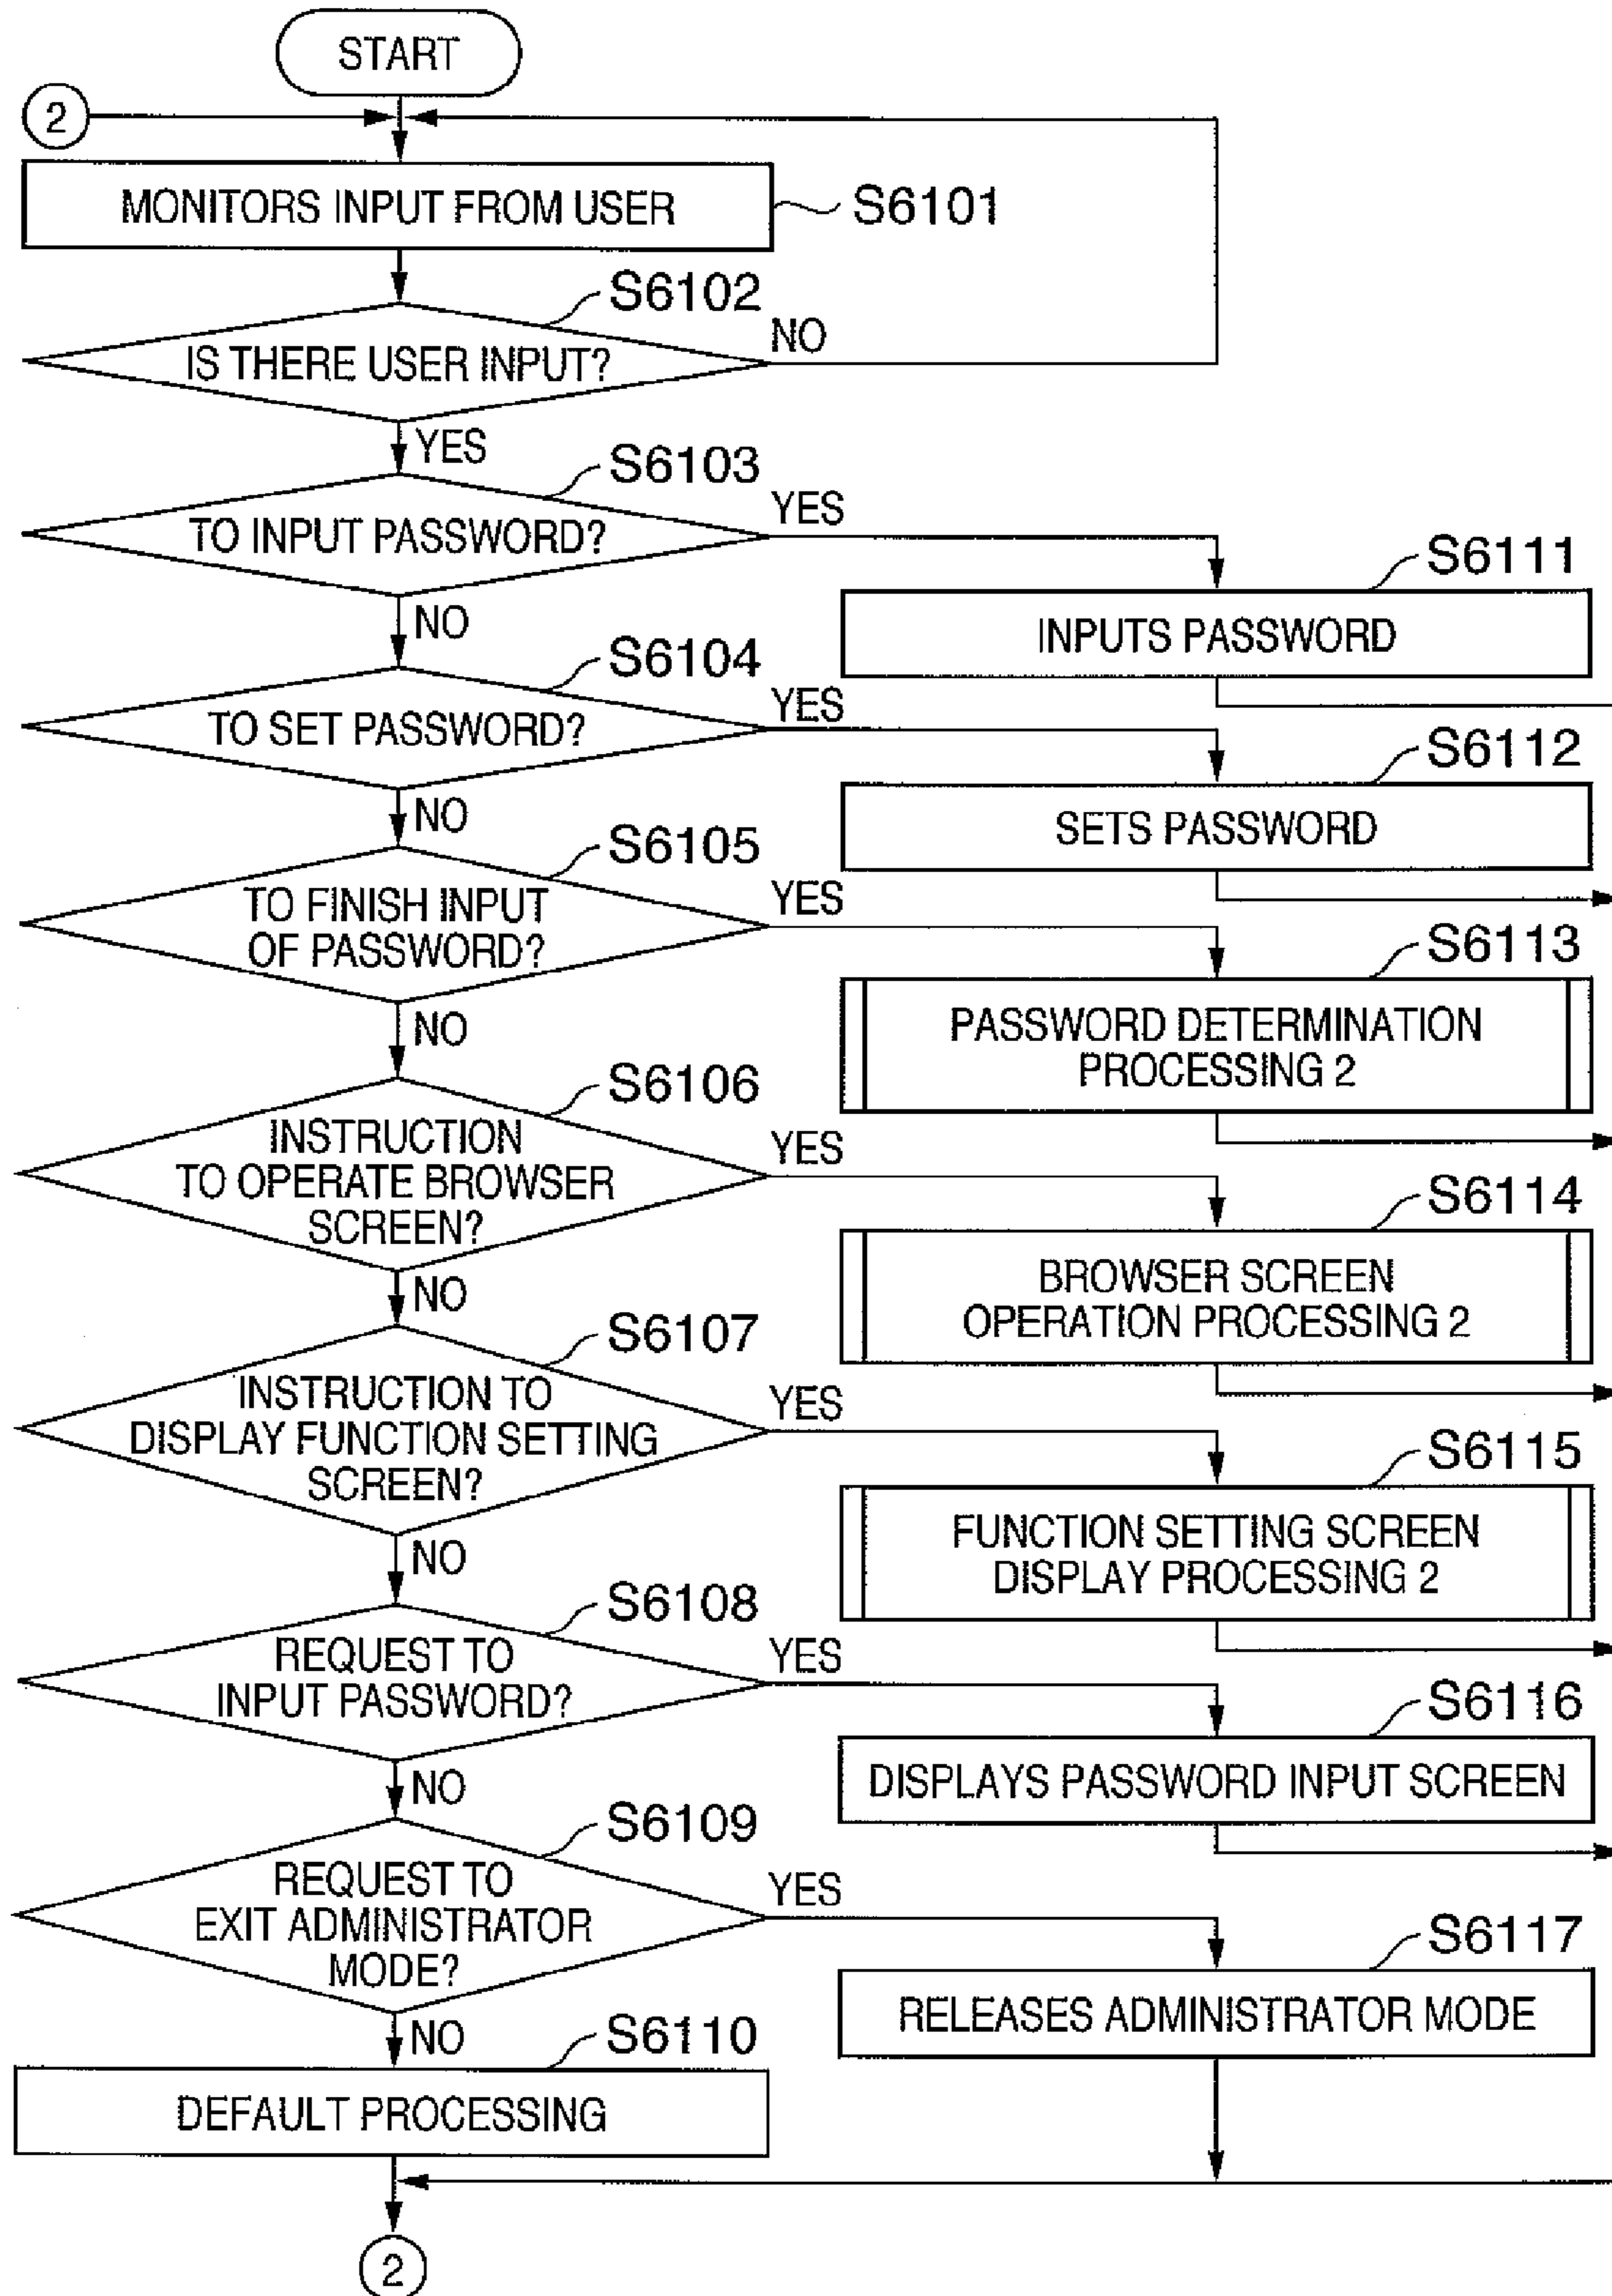 START
2
MONITORS INPUT FROM USER
S6101
S6102
IS THERE USER INPUT?
NO
YES
S6103
TO INPUT PASSWORD?
YES
S6111
INPUTS PASSWORD
NO
S6104
TO SET PASSWORD?
YES
S6112
SETS PASSWORD
NO
S6105
TO FINISH INPUT
OF PASSWORD?
YES
S6113
PASSWORD DETERMINATION
PROCESSING 2
NO
S6106
INSTRUCTION
TO OPERATE BROWSER
SCREEN?
YES
S6114
BROWSER SCREEN
OPERATION PROCESSING 2
NO
S6107
INSTRUCTION TO
DISPLAY FUNCTION SETTING
SCREEN?
YES
S6115
FUNCTION SETTING SCREEN
DISPLAY PROCESSING 2
NO
S6108
REQUEST TO
INPUT PASSWORD?
YES
S6116
DISPLAYS PASSWORD INPUT SCREEN
NO
S6109
REQUEST TO
EXIT ADMINISTRATOR
MODE?
YES
S6117
RELEASES ADMINISTRATOR MODE
NO
S6110
DEFAULT PROCESSING
2